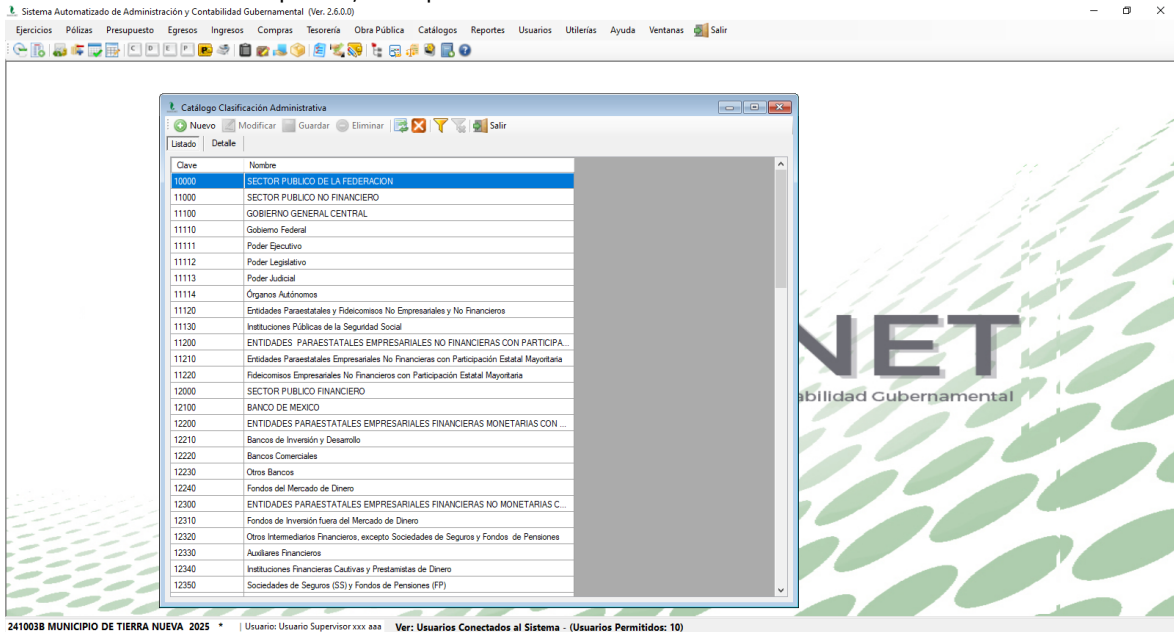 Sistema Automatizado de Administración y Contabilidad Gubernamental (Ver. 2.6.0.0)
Ejercicios Pólizas Presupuesto Egresos Ingresos Compras Tesorería Obra Pública Catálogos Reportes Usuarios Utilerías Ayuda Ventanas Salir
C D E P P
Catálogo Clasificación Administrativa
Nuevo Modificar Guardar Eliminar Salir
Listado Detalle
Clave Nombre
10000 SECTOR PUBLICO DE LA FEDERACION
11000 SECTOR PUBLICO NO FINANCIERO
11100 GOBIERNO GENERAL CENTRAL
11110 Gobierno Federal
11111 Poder Ejecutivo
11112 Poder Legislativo
11113 Poder Judicial
11114 Órganos Autónomos
11120 Entidades Paraestatales y Fideicomisos No Empresariales y No Financieros
11130 Instituciones Públicas de la Seguridad Social
11200 ENTIDADES PARAESTATALES EMPRESARIALES NO FINANCIERAS CON PARTICIPA...
11210 Entidades Paraestatales Empresariales No Financieras con Participación Estatal Mayoritaria
11220 Fideicomisos Empresariales No Financieros con Participación Estatal Mayoritaria
12000 SECTOR PUBLICO FINANCIERO
12100 BANCO DE MEXICO
12200 ENTIDADES PARAESTATALES EMPRESARIALES FINANCIERAS MONETARIAS CON ...
12210 Bancos de Inversión y Desarrollo
12220 Bancos Comerciales
12230 Otros Bancos
12240 Fondos del Mercado de Dinero
12300 ENTIDADES PARAESTATALES EMPRESARIALES FINANCIERAS NO MONETARIAS C...
12310 Fondos de Inversión fuera del Mercado de Dinero
12320 Otros Intermediarios Financieros, excepto Sociedades de Seguros y Fondos de Pensiones
12330 Auxiliares Financieros
12340 Instituciones Financieras Cautivas y Prestamistas de Dinero
12350 Sociedades de Seguros (SS) y Fondos de Pensiones (FP)
NET
abilidad Gubernamental
241003B MUNICIPIO DE TIERRA NUEVA 2025 * | Usuario: Usuario Supervisor xxx aaa Ver: Usuarios Conectados al Sistema - (Usuarios Permitidos: 10)